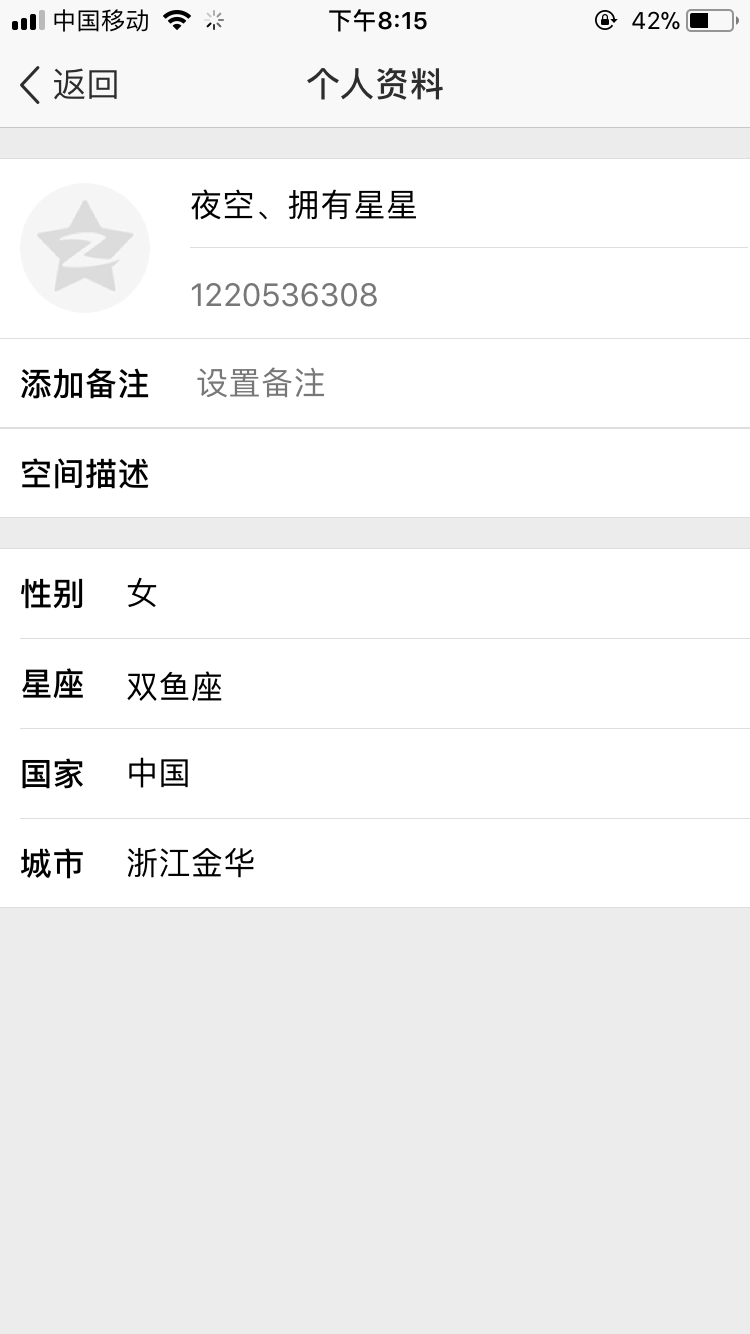 中国移动 下午8:15 42%
返回 个人资料
夜空、拥有星星
1220536308
添加备注 设置备注
空间描述
性别 女
星座 双鱼座
国家 中国
城市 浙江金华